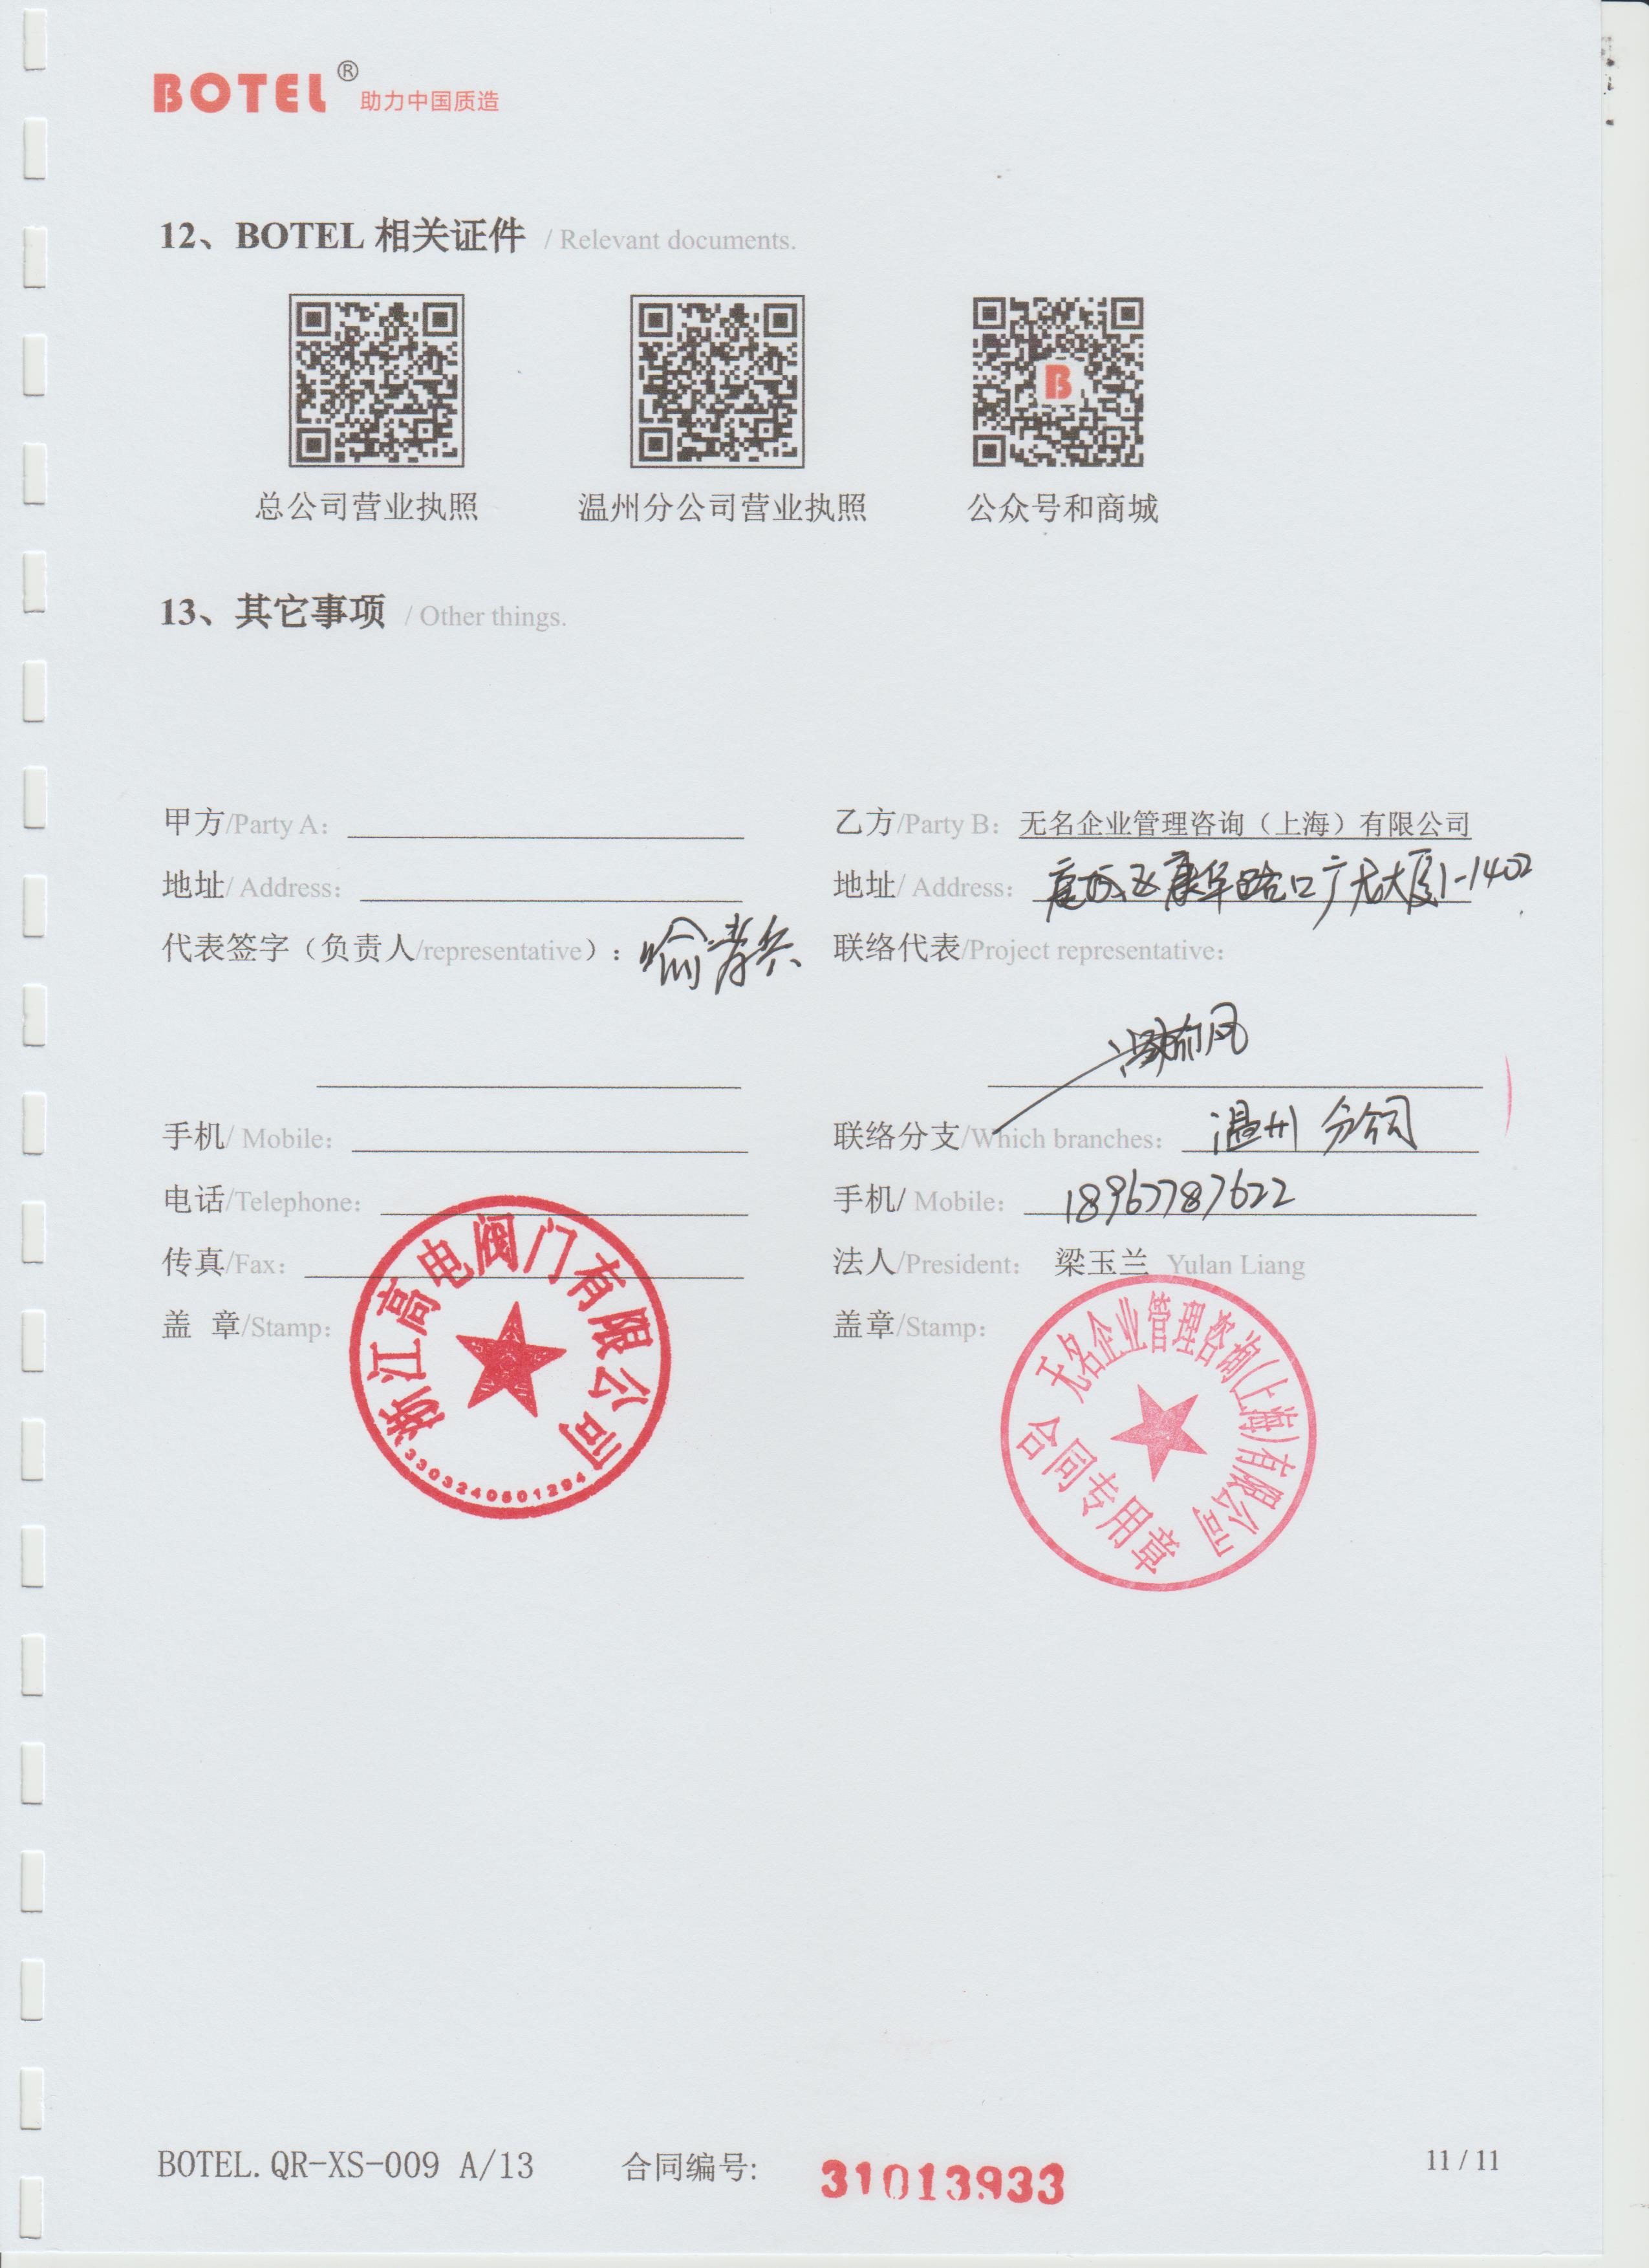 BOTEL® 助力中国质造
12、BOTEL 相关证件 / Relevant documents.
总公司营业执照 温州分公司营业执照 公众号和商城
13、其它事项 / Other things.
甲方/Party A：
乙方/Party B：无名企业管理咨询（上海）有限公司
地址/ Address：
地址/ Address：鹿城区康华路口广龙大厦1-1402
代表签字（负责人/representative）：喻孝兵
联络代表/Project representative：
手机/ Mobile：
联络分支/Which branches：温州 分公司
电话/Telephone：
手机/ Mobile：18967787622
传真/Fax：
法人/President：梁玉兰 Yulan Liang
盖 章/Stamp：
盖章/Stamp：
浙江高电阀门有限公司
无名企业管理咨询(上海)有限公司
合同专用章
BOTEL.QR-XS-009 A/13 合同编号: 31013933 11 / 11